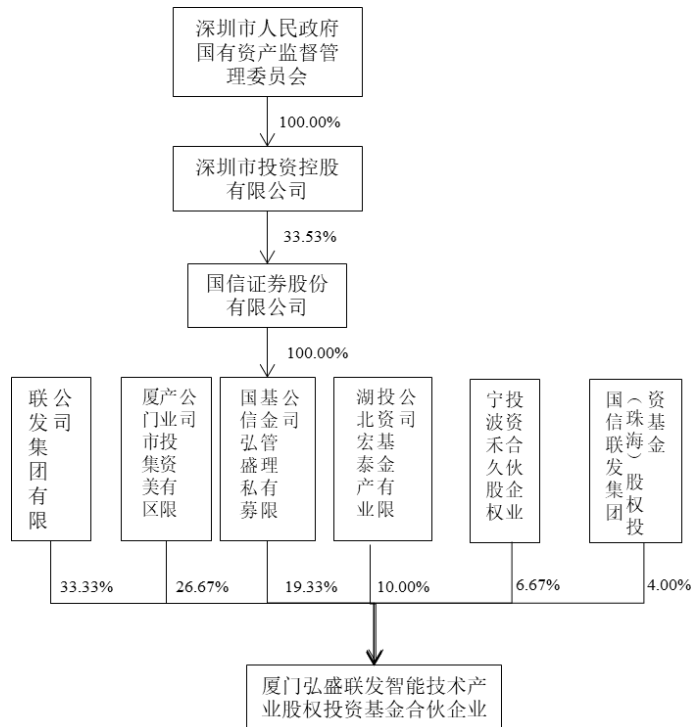 深圳市人民政府
国有资产监督管
理委员会
100.00%
深圳市投资控股
有限公司
33.53%
国信证券股份
有限公司
100.00%
联发集团有限
公司
厦门市集美区
产业投资有限
公司
国信弘盛私募
基金管理有限
公司
湖北宏泰产业
投资基金有限
公司
宁波禾久股权
投资合伙企业
国信联发集团
（珠海）股权投
资基金
33.33%
26.67%
19.33%
10.00%
6.67%
4.00%
厦门弘盛联发智能技术产
业股权投资基金合伙企业